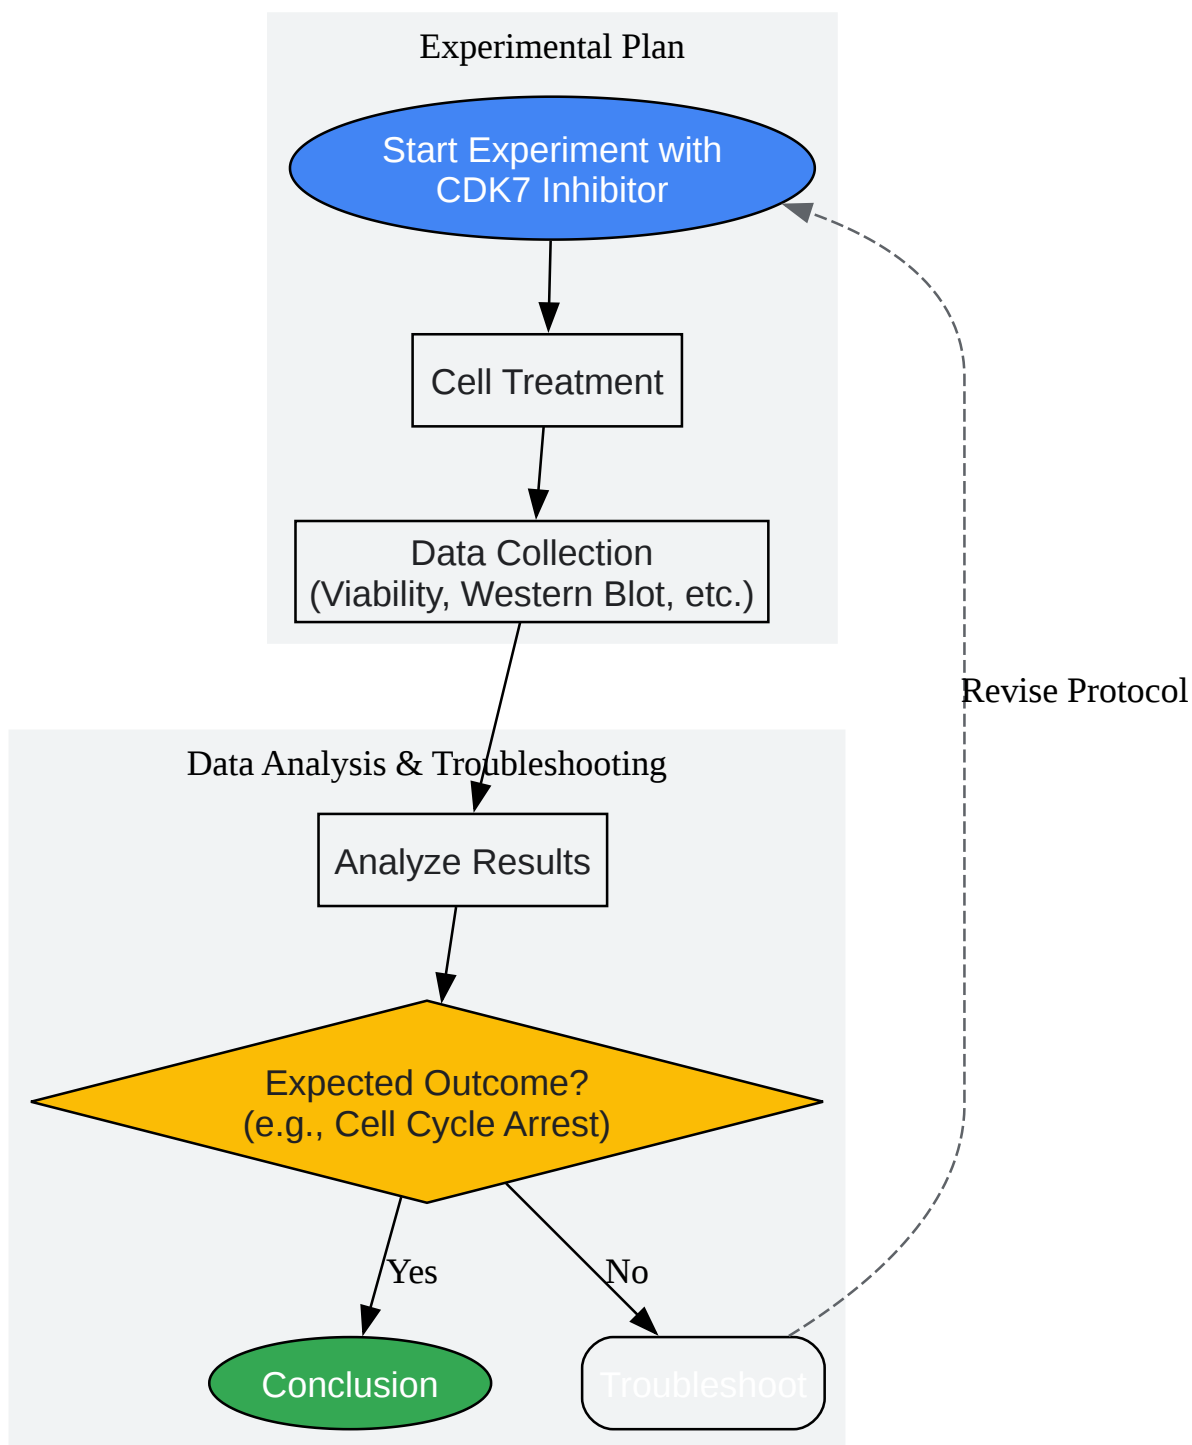 Experimental Plan
Start Experiment with
CDK7 Inhibitor
Cell Treatment
Data Collection
(Viability, Western Blot, etc.)
Revise Protocol
Data Analysis & Troubleshooting
Analyze Results
Expected Outcome?
(e.g., Cell Cycle Arrest)
Yes
No
Conclusion
Troubleshoot